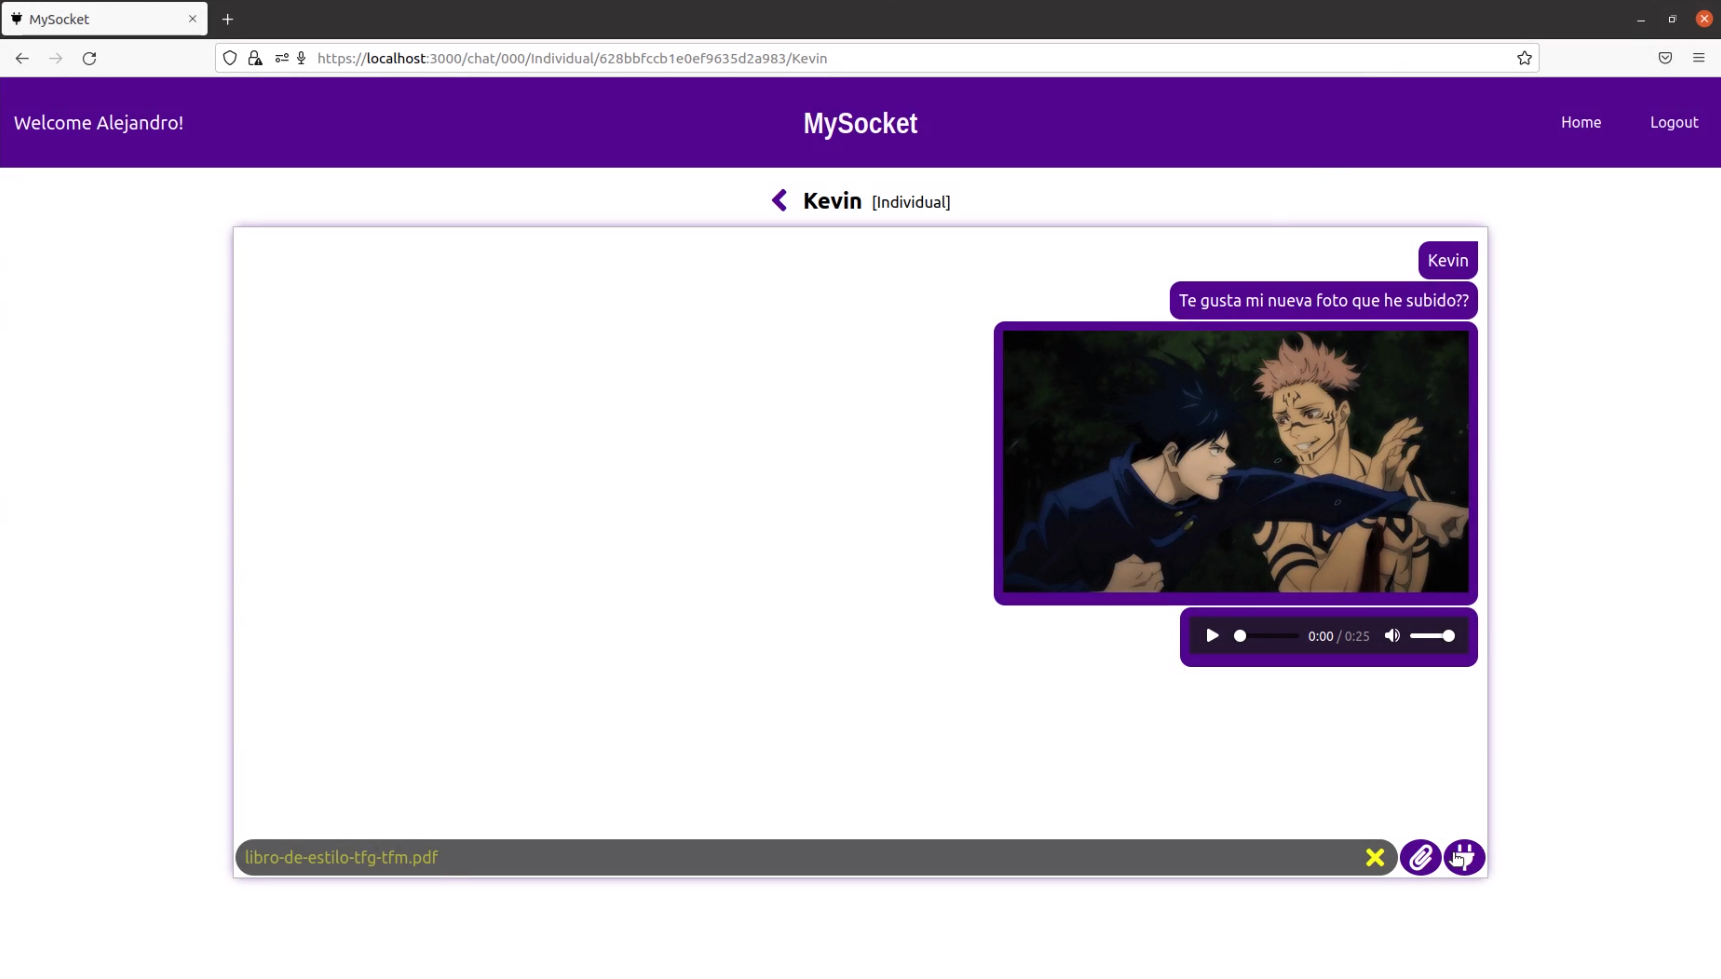 MySocket
https://localhost:3000/chat/000/Individual/628bbfccb1e0ef9635d2a983/Kevin
Welcome Alejandro!
MySocket
Home
Logout
Kevin [Individual]
Kevin
Te gusta mi nueva foto que he subido??
0:00 / 0:25
libro-de-estilo-tfg-tfm.pdf